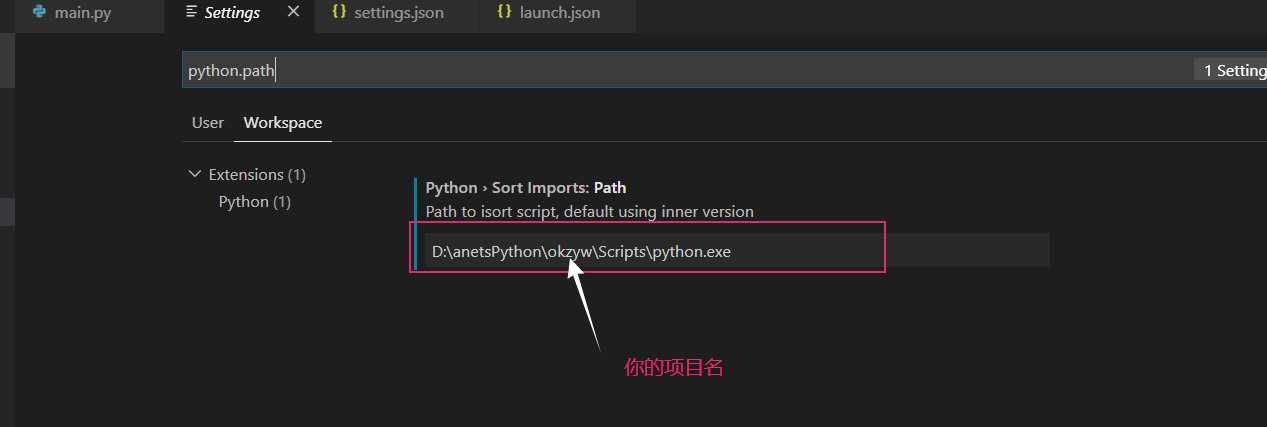 main.py
Settings
{} settings.json
{} launch.json
python.path
1 Setting
User
Workspace
Extensions (1)
Python (1)
Python › Sort Imports: Path
Path to isort script, default using inner version
D:\anetsPython\okzyw\Scripts\python.exe
你的项目名